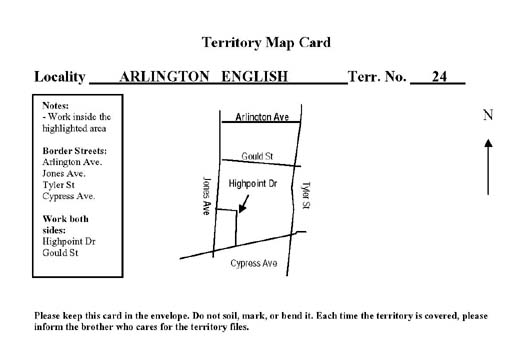 Territory Map Card
Locality ARLINGTON ENGLISH Terr. No. 24
Notes:
- Work inside the
highlighted area
Border Streets:
Arlington Ave.
Jones Ave.
Tyler St
Cypress Ave.
Work both
sides:
Highpoint Dr
Gould St
Arlington Ave
Gould St
Highpoint Dr
Jones Ave
Tyler St
Cypress Ave
N
Please keep this card in the envelope. Do not soil, mark, or bend it. Each time the territory is covered, please
inform the brother who cares for the territory files.